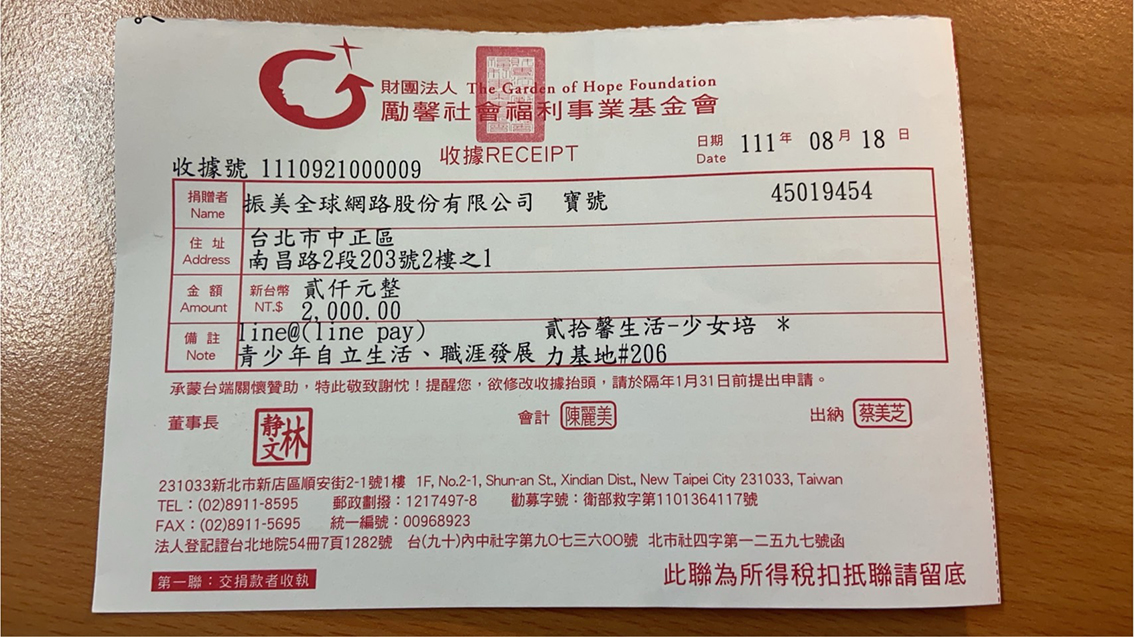 財團法人 The Garden of Hope Foundation
勵馨社會福利事業基金會
收據RECEIPT
日期 Date 111 年 08 月 18 日
收據號 1110921000009
捐贈者 Name 振美全球網路股份有限公司 寶號 45019454
住址 Address 台北市中正區
南昌路2段203號2樓之1
金額 Amount 新台幣 NT.$ 貳仟元整
2,000.00
備註 Note line@(line pay) 貳拾馨生活-少女培 *
青少年自立生活、職涯發展 力基地#206
承蒙台端關懷贊助，特此敬致謝忱！提醒您，欲修改收據抬頭，請於隔年1月31日前提出申請。
董事長 林靜文 會計 陳麗美 出納 蔡美芝
231033新北市新店區順安街2-1號1樓 1F, No.2-1, Shun-an St., Xindian Dist., New Taipei City 231033, Taiwan
TEL：(02)8911-8595 郵政劃撥：1217497-8 勸募字號：衛部救字第1101364117號
FAX：(02)8911-5695 統一編號：00968923
法人登記證台北地院54冊7頁1282號 台(九十)內中社字第九０七三六００號 北市社四字第一二五九七號函
第一聯：交捐款者收執
此聯為所得稅扣抵聯請留底